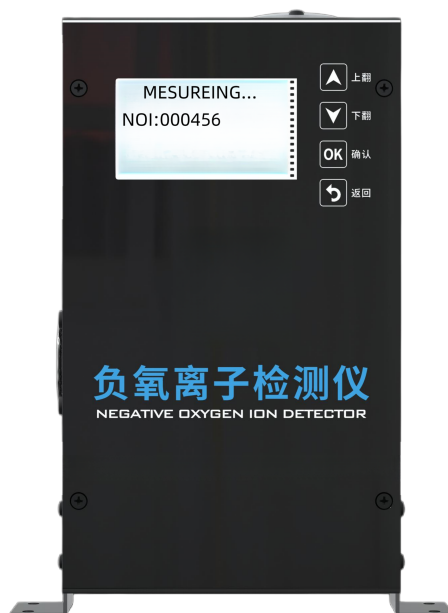 MESUREING...
NOI:000456
上翻
下翻
OK 确认
返回
负氧离子检测仪
NEGATIVE OXYGEN ION DETECTOR